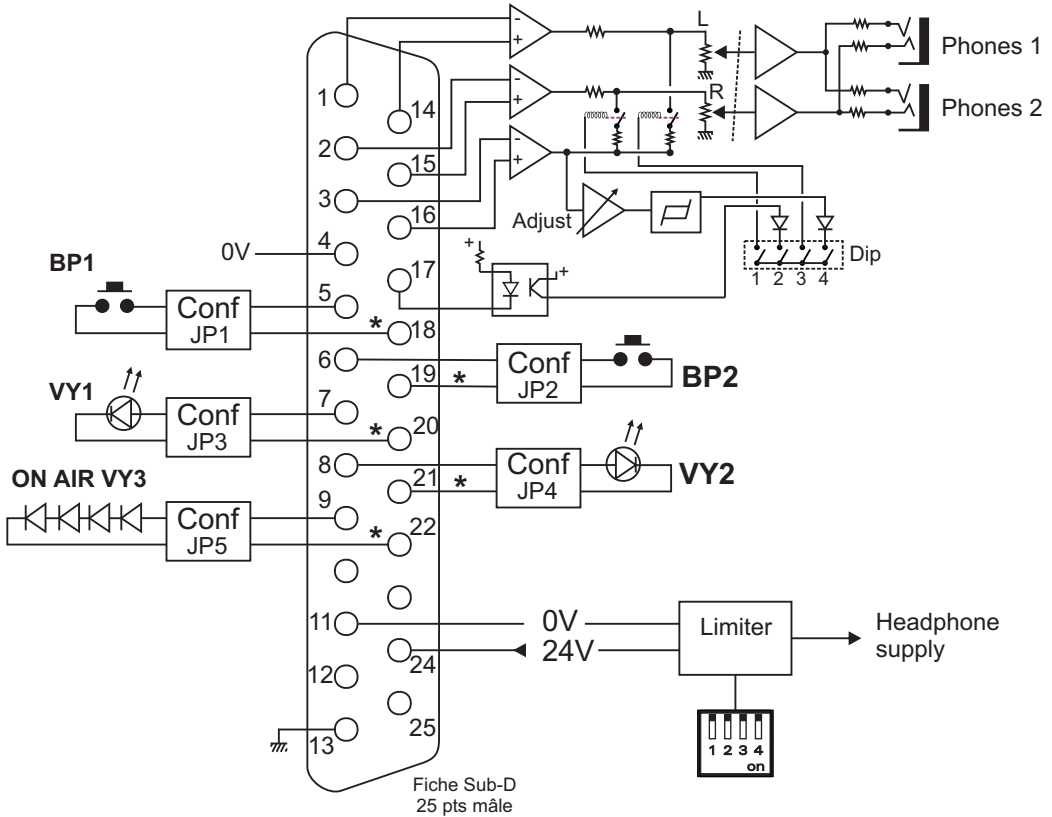 L
Phones 1
R
Phones 2
-
+
-
+
-
+
1
14
2
15
3
16
Adjust
Dip
1 2 3 4
0V
4
17
+
+
BP1
5
Conf
JP1
*
18
6
Conf
JP2
BP2
19
*
VY1
7
Conf
JP3
*
20
8
Conf
JP4
VY2
21
*
ON AIR VY3
9
Conf
JP5
*
22
11
0V
24V
24
Limiter
Headphone
supply
12
25
13
1 2 3 4
on
Fiche Sub-D
25 pts mâle